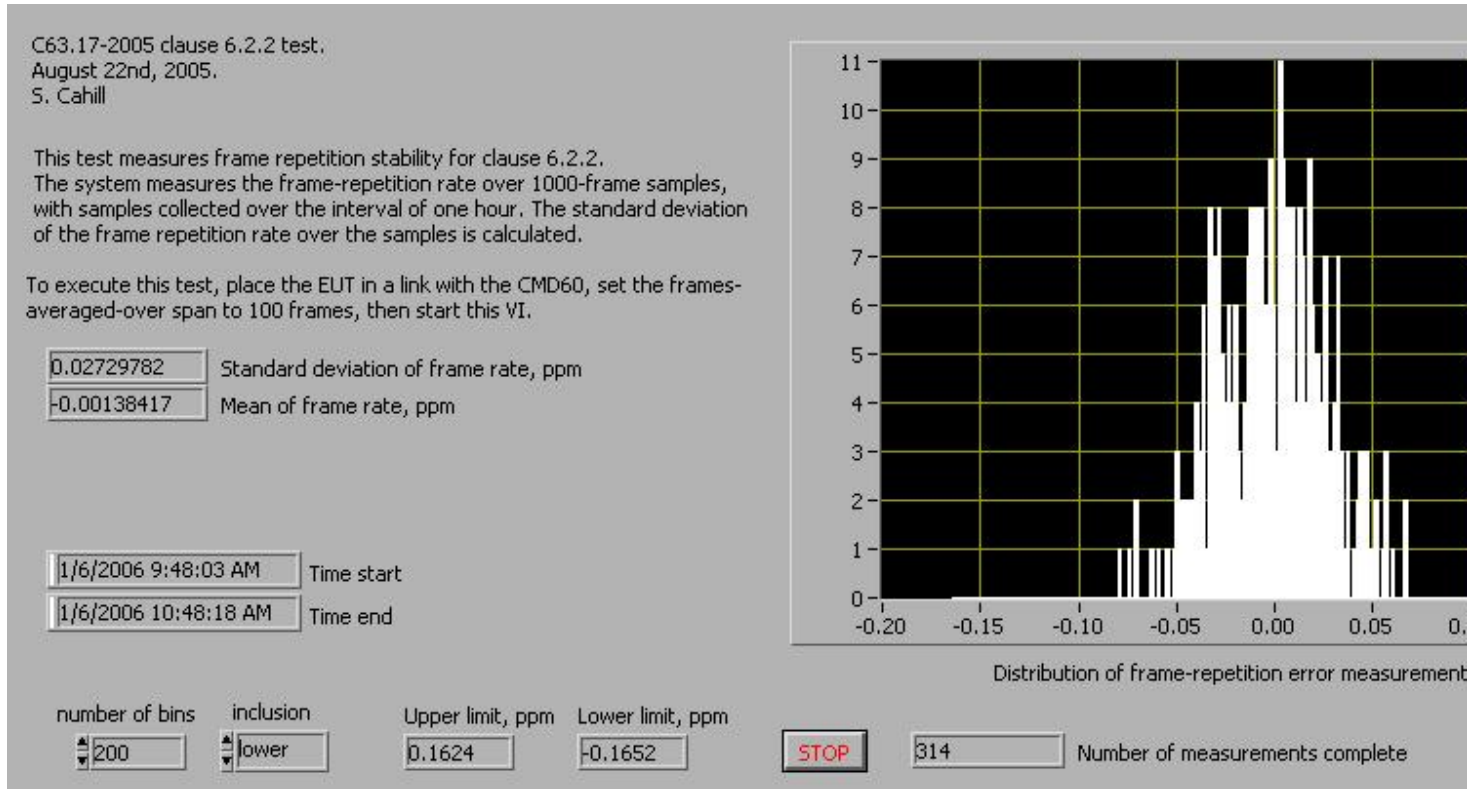 C63.17-2005 clause 6.2.2 test.
August 22nd, 2005.
S. Cahill
This test measures frame repetition stability for clause 6.2.2.
The system measures the frame-repetition rate over 1000-frame samples,
with samples collected over the interval of one hour. The standard deviation
of the frame repetition rate over the samples is calculated.
To execute this test, place the EUT in a link with the CMD60, set the frames-
averaged-over span to 100 frames, then start this VI.
0.02729782 Standard deviation of frame rate, ppm
-0.00138417 Mean of frame rate, ppm
1/6/2006 9:48:03 AM Time start
1/6/2006 10:48:18 AM Time end
11
10
9
8
7
6
5
4
3
2
1
0
-0.20 -0.15 -0.10 -0.05 0.00 0.05 0.
Distribution of frame-repetition error measurement
number of bins inclusion Upper limit, ppm Lower limit, ppm
200 lower 0.1624 -0.1652 STOP 314 Number of measurements complete